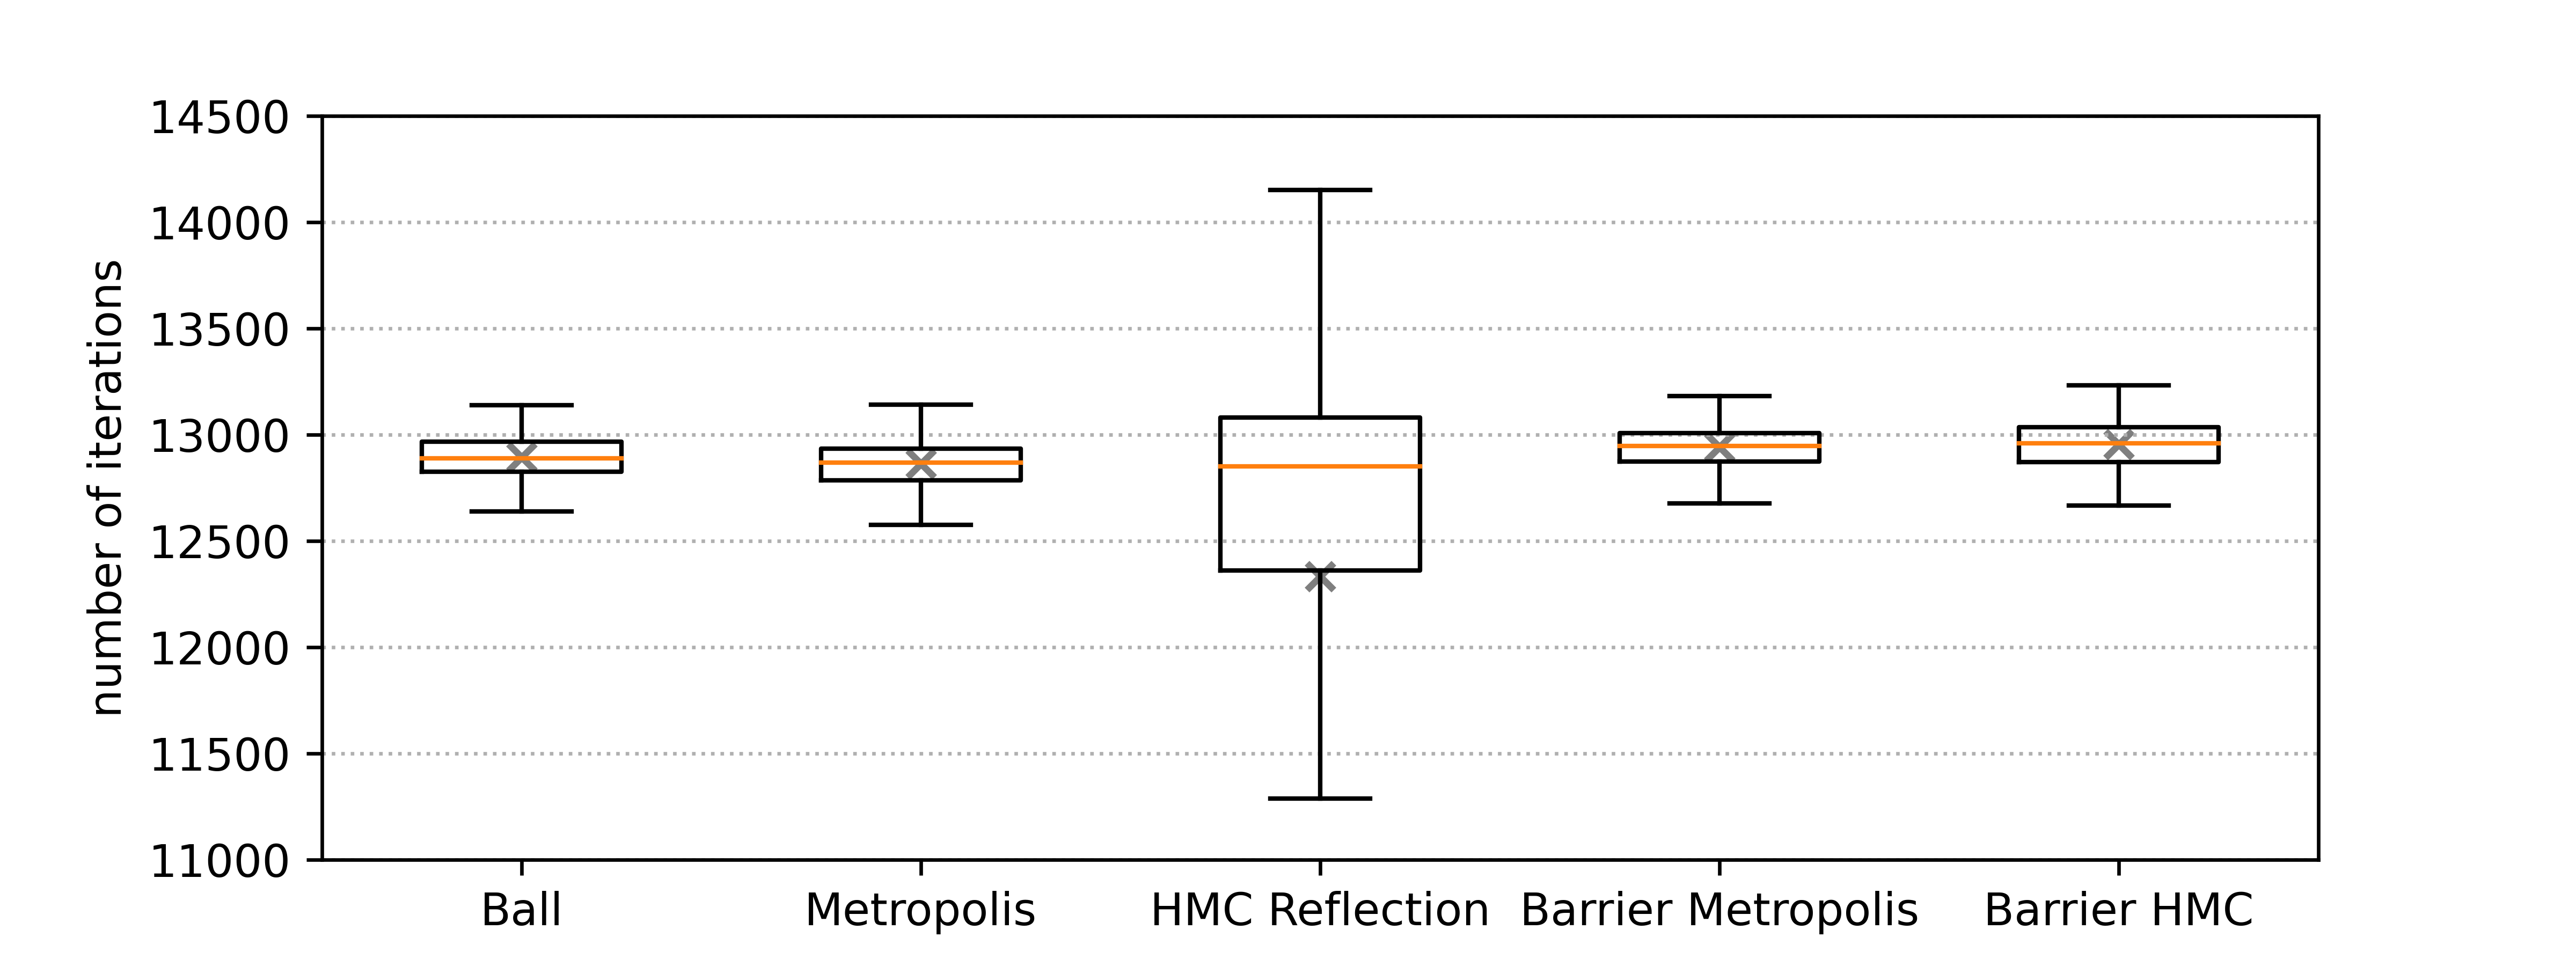 14500
14000
13500
13000
12500
12000
11500
11000
number of iterations
Ball
Metropolis
HMC Reflection
Barrier Metropolis
Barrier HMC